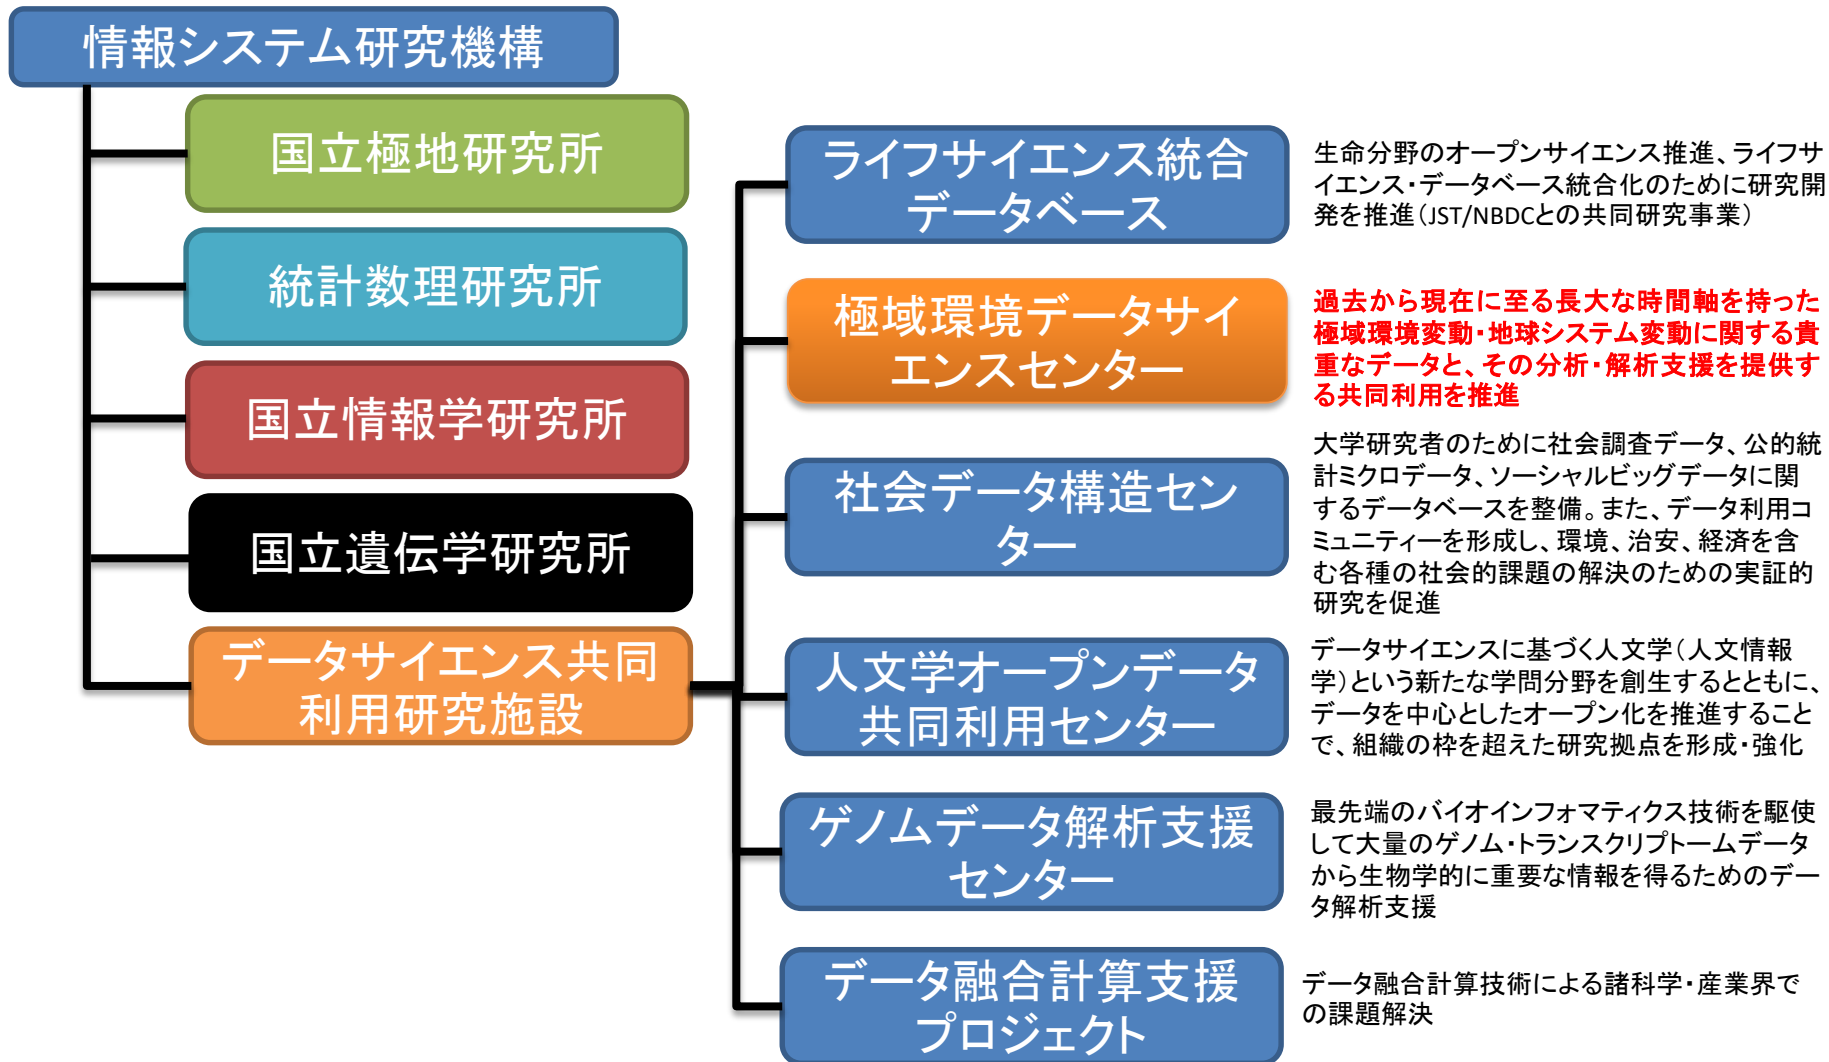 情報システム研究機構
国立極地研究所
統計数理研究所
国立情報学研究所
国立遺伝学研究所
データサイエンス共同
利用研究施設
ライフサイエンス統合
データベース
生命分野のオープンサイエンス推進、ライフサ
イエンス・データベース統合化のために研究開
発を推進（JST/NBDCとの共同研究事業）
極域環境データサイ
エンスセンター
過去から現在に至る長大な時間軸を持った
極域環境変動・地球システム変動に関する貴
重なデータと、その分析・解析支援を提供す
る共同利用を推進
社会データ構造セン
ター
大学研究者のために社会調査データ、公的統
計ミクロデータ、ソーシャルビッグデータに関
するデータベースを整備。また、データ利用コ
ミュニティーを形成し、環境、治安、経済を含
む各種の社会的課題の解決のための実証的
研究を促進
人文学オープンデータ
共同利用センター
データサイエンスに基づく人文学（人文情報
学）という新たな学問分野を創生するとともに、
データを中心としたオープン化を推進すること
で、組織の枠を超えた研究拠点を形成・強化
ゲノムデータ解析支援
センター
最先端のバイオインフォマティクス技術を駆使
して大量のゲノム・トランスクリプトームデータ
から生物学的に重要な情報を得るためのデー
タ解析支援
データ融合計算支援
プロジェクト
データ融合計算技術による諸科学・産業界で
の課題解決